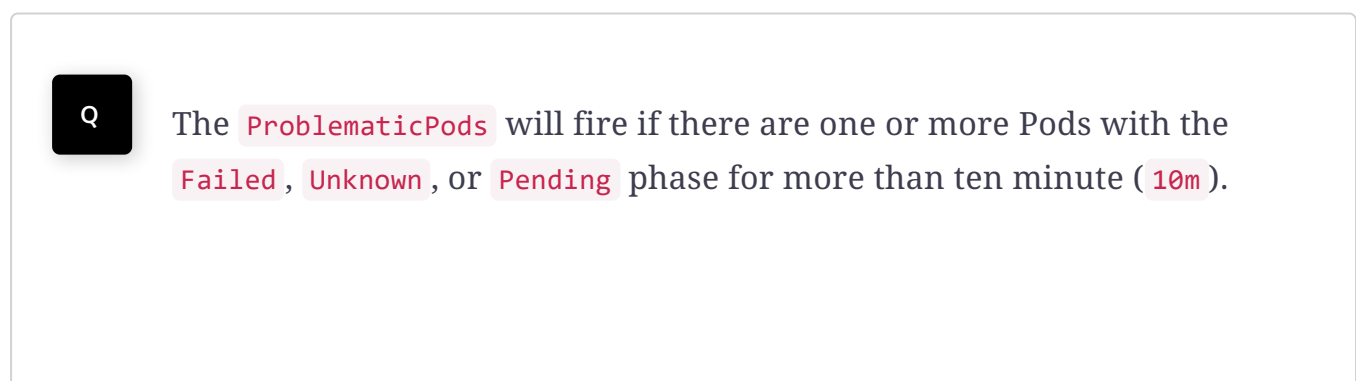 Q
The ProblematicPods will fire if there are one or more Pods with the
Failed, Unknown, or Pending phase for more than ten minute (10m).